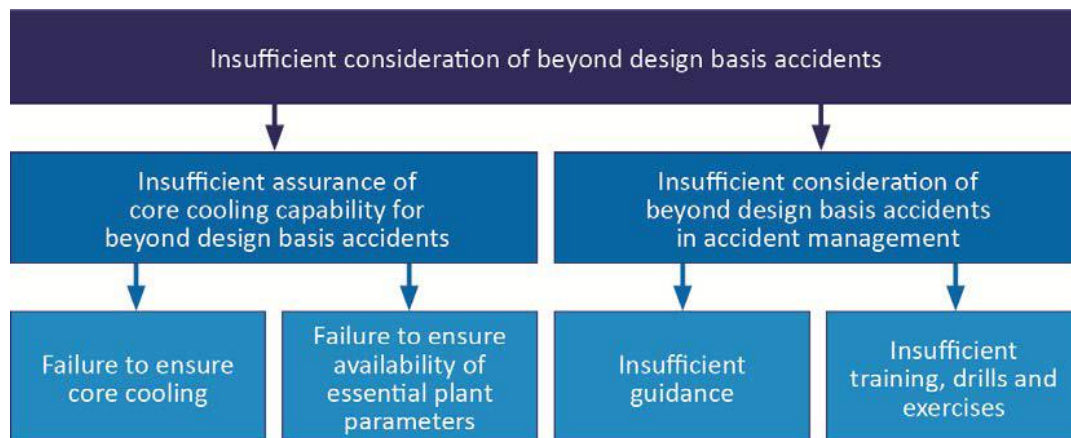 Insufficient consideration of beyond design basis accidents
Insufficient assurance of
core cooling capability for
beyond design basis accidents
Insufficient consideration of
beyond design basis accidents
in accident management
Failure to ensure
core cooling
Failure to ensure
availability of
essential plant
parameters
Insufficient
guidance
Insufficient
training, drills and
exercises